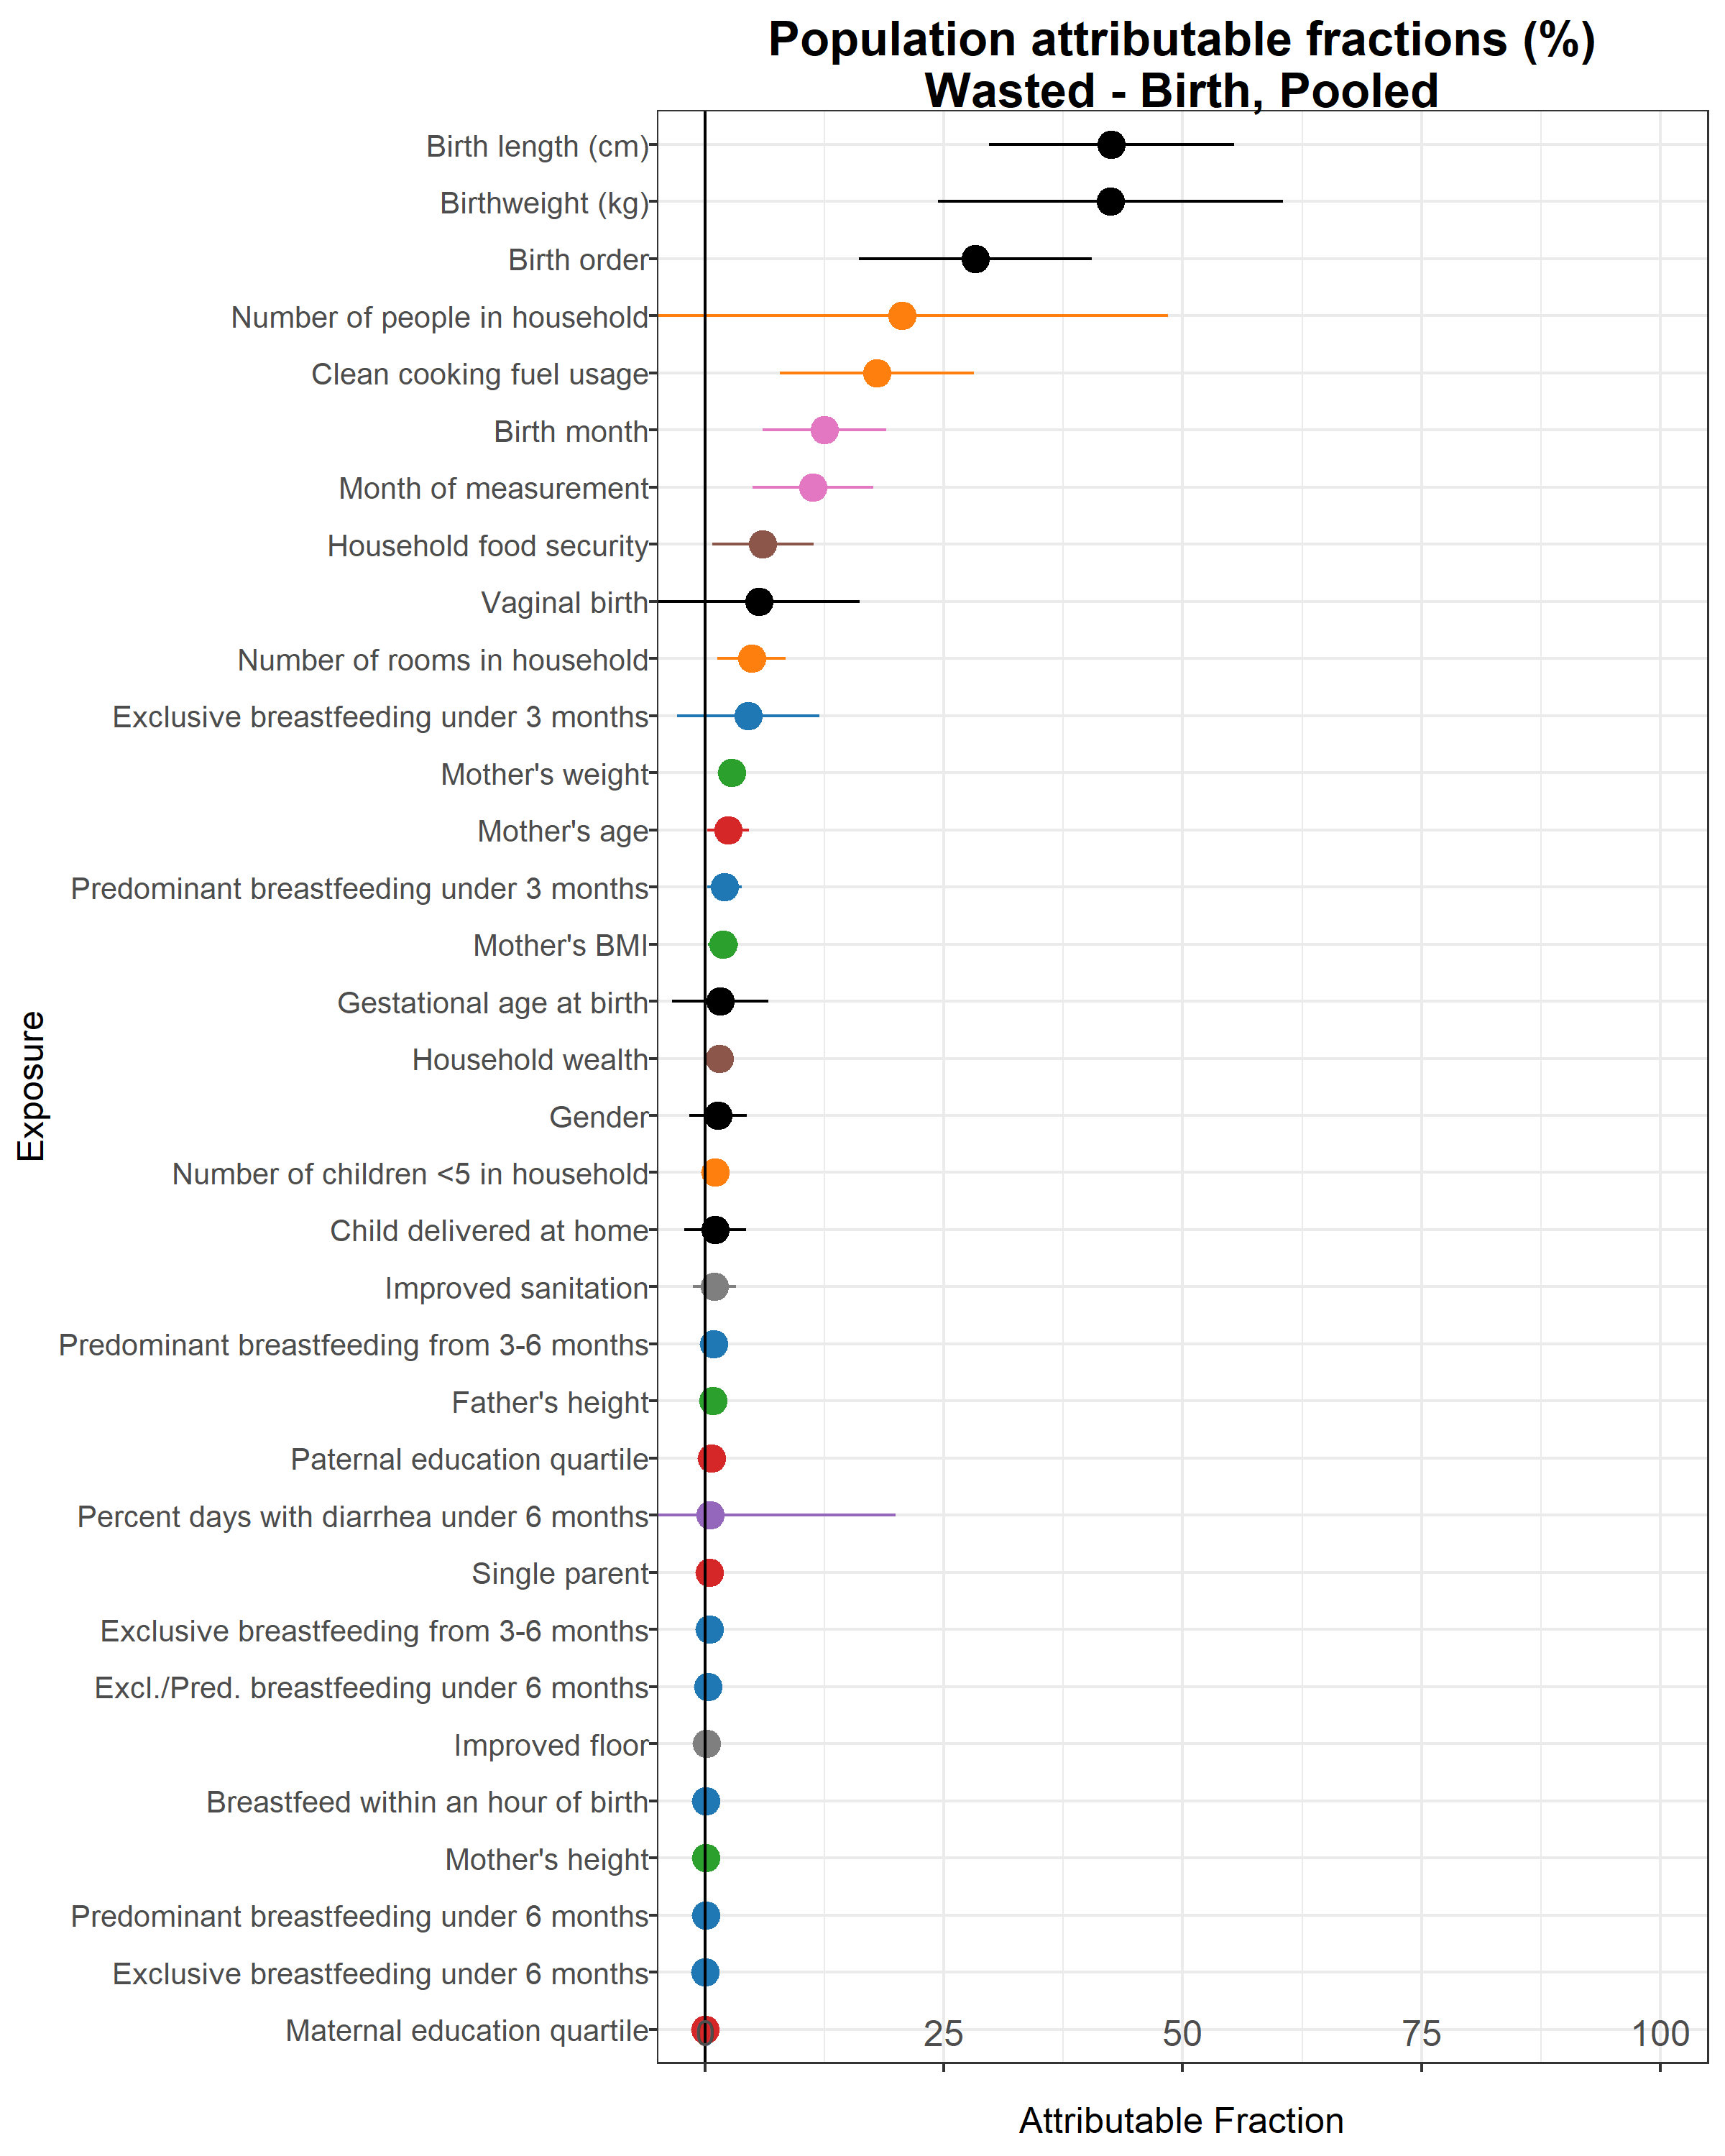 Population attributable fractions (%)
Wasted - Birth, Pooled
Birth length (cm)
Birthweight (kg)
Birth order
Number of people in household
Clean cooking fuel usage
Birth month
Month of measurement
Household food security
Vaginal birth
Number of rooms in household
Exclusive breastfeeding under 3 months
Mother's weight
Mother's age
Predominant breastfeeding under 3 months
Mother's BMI
Gestational age at birth
Household wealth
Gender
Number of children <5 in household
Child delivered at home
Improved sanitation
Predominant breastfeeding from 3-6 months
Father's height
Paternal education quartile
Percent days with diarrhea under 6 months
Single parent
Exclusive breastfeeding from 3-6 months
Excl./Pred. breastfeeding under 6 months
Improved floor
Breastfeed within an hour of birth
Mother's height
Predominant breastfeeding under 6 months
Exclusive breastfeeding under 6 months
Maternal education quartile
Exposure
0 25 50 75 100
Attributable Fraction